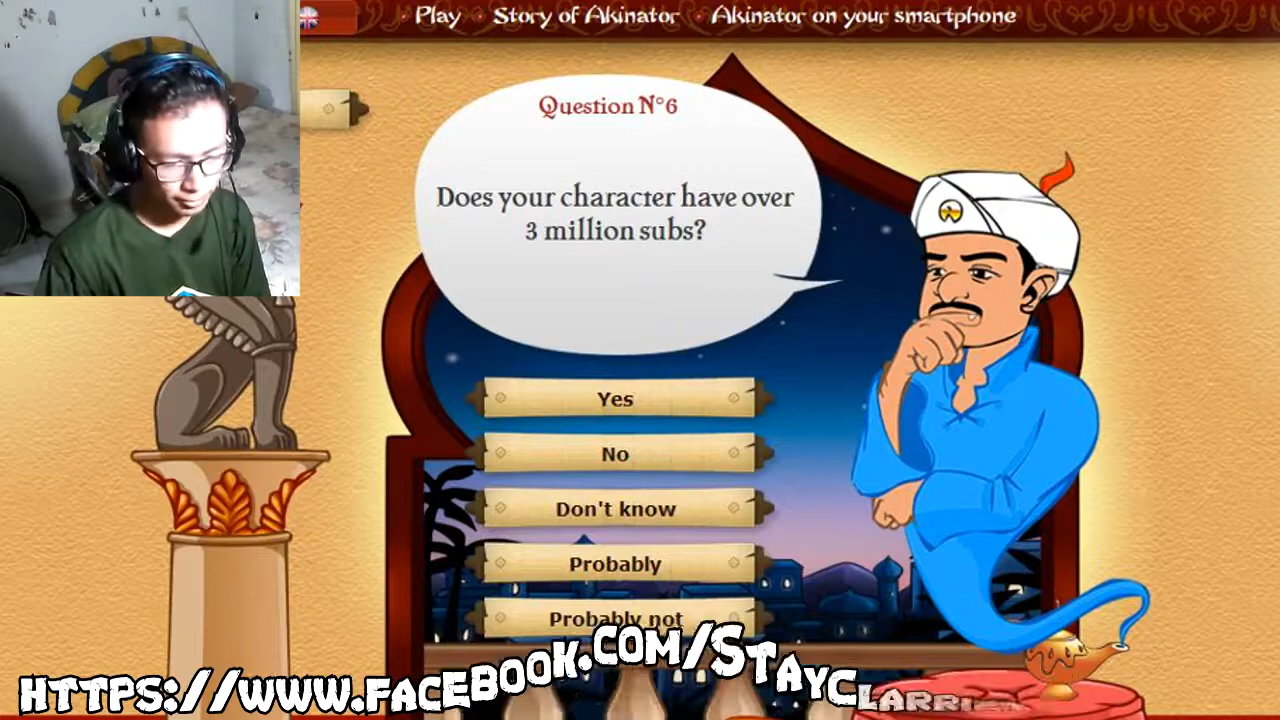 Play Story of Akinator Akinator on your smartphone
Question N°6
Does your character have over
3 million subs?
Yes
No
Don't know
Probably
Probably not
HTTPS://WWW.FACEBOOK.COM/STAYCLARRI